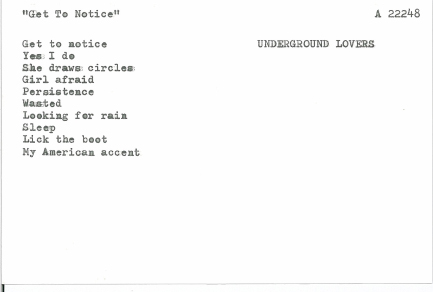 "Get To Notice"    A 22248
Get to notice    UNDERGROUND LOVERS
Yes I do
She draws circles
Girl afraid
Persistence
Wasted
Looking for rain
Sleep
Lick the boot
My American accent